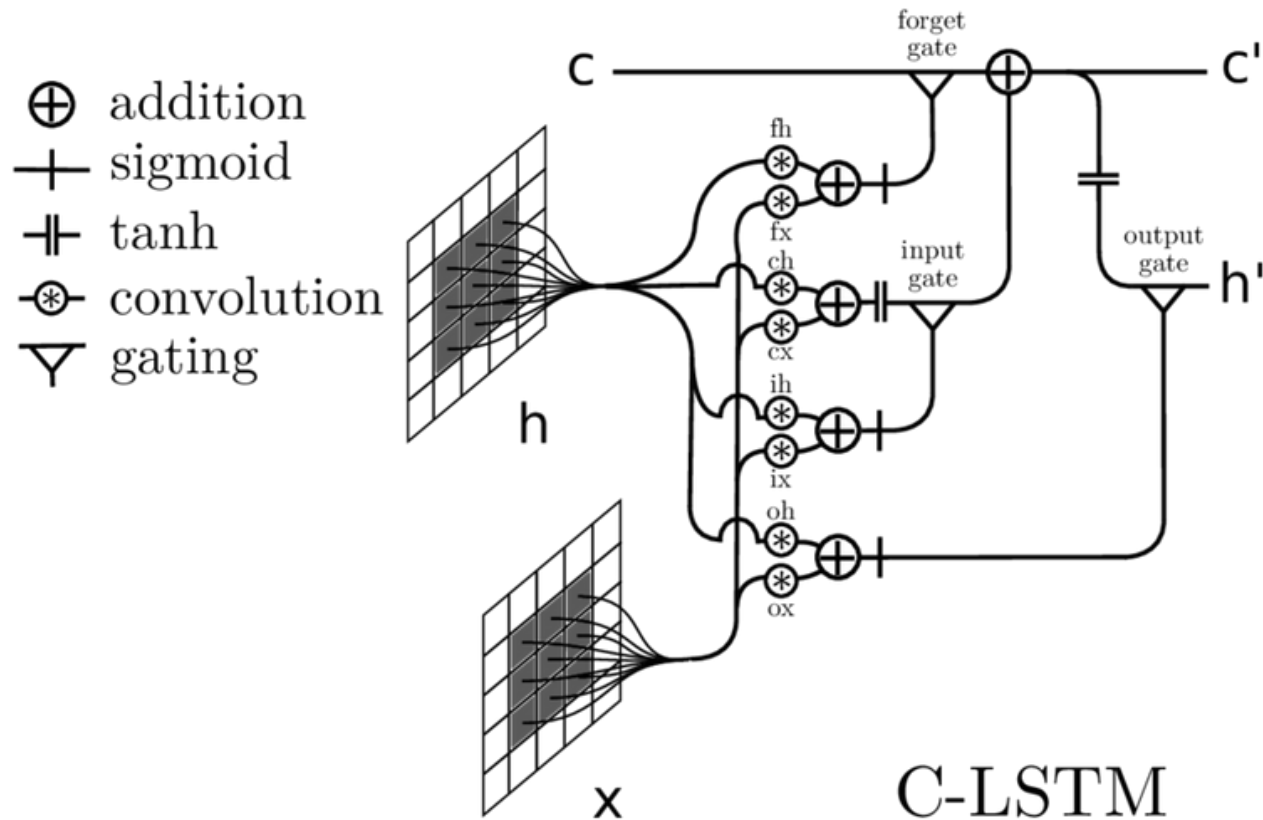 addition
sigmoid
tanh
convolution
gating
h
x
c
forget
gate
c'
fh
fx
ch
cx
input
gate
ih
ix
oh
ox
output
gate
h'
C-LSTM